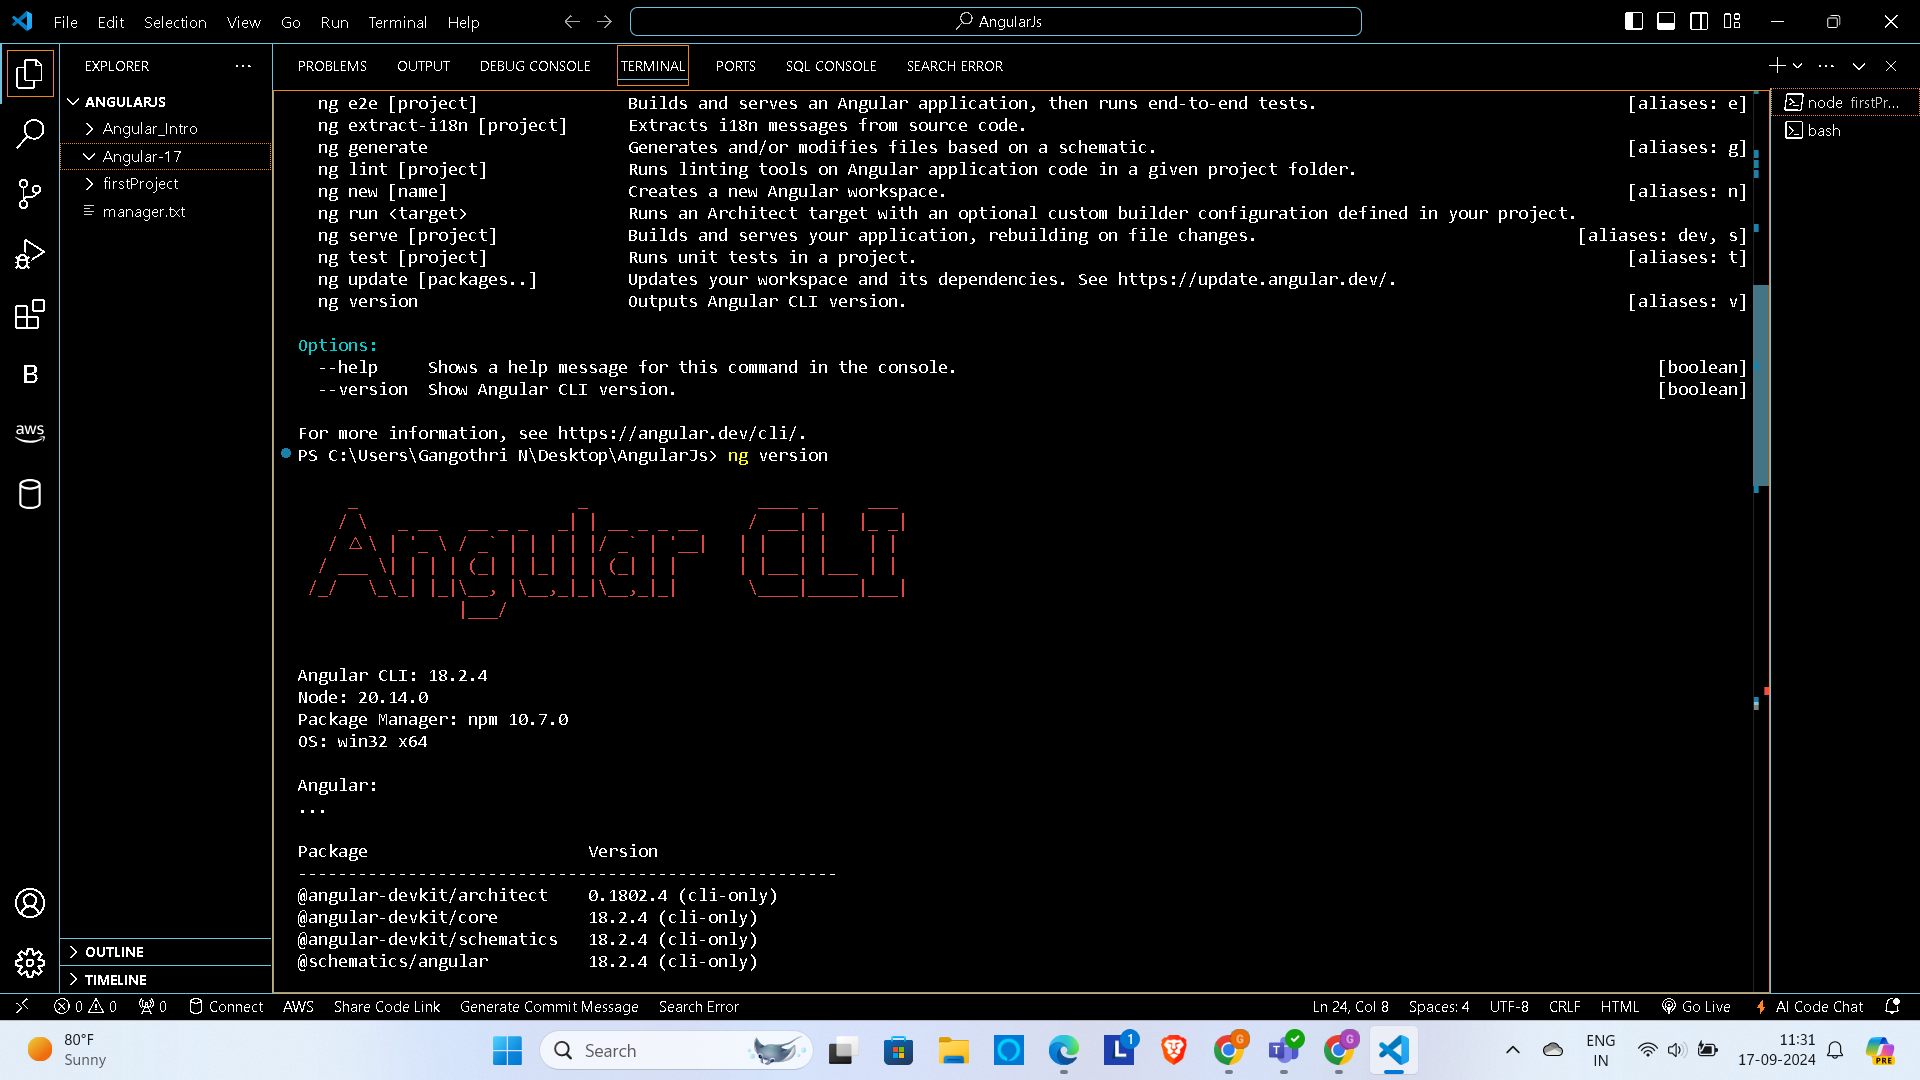 File Edit Selection View Go Run Terminal Help
AngularJs
EXPLORER
ANGULARJS
Angular_Intro
Angular-17
firstProject
manager.txt
OUTLINE
TIMELINE
B
aws
PROBLEMS OUTPUT DEBUG CONSOLE TERMINAL PORTS SQL CONSOLE SEARCH ERROR
ng e2e [project] Builds and serves an Angular application, then runs end-to-end tests. [aliases: e]
ng extract-i18n [project] Extracts i18n messages from source code.
ng generate Generates and/or modifies files based on a schematic. [aliases: g]
ng lint [project] Runs linting tools on Angular application code in a given project folder.
ng new [name] Creates a new Angular workspace. [aliases: n]
ng run <target> Runs an Architect target with an optional custom builder configuration defined in your project.
ng serve [project] Builds and serves your application, rebuilding on file changes. [aliases: dev, s]
ng test [project] Runs unit tests in a project. [aliases: t]
ng update [packages..] Updates your workspace and its dependencies. See https://update.angular.dev/.
ng version Outputs Angular CLI version. [aliases: v]
Options:
--help Shows a help message for this command in the console. [boolean]
--version Show Angular CLI version. [boolean]
For more information, see https://angular.dev/cli/.
PS C:\Users\Gangothri N\Desktop\AngularJs> ng version
Angular CLI
Angular CLI: 18.2.4
Node: 20.14.0
Package Manager: npm 10.7.0
OS: win32 x64
Angular:
...
Package Version
------------------------------------------------------
@angular-devkit/architect 0.1802.4 (cli-only)
@angular-devkit/core 18.2.4 (cli-only)
@angular-devkit/schematics 18.2.4 (cli-only)
@schematics/angular 18.2.4 (cli-only)
node firstPr...
bash
0 0 0 Connect AWS Share Code Link Generate Commit Message Search Error
Ln 24, Col 8 Spaces: 4 UTF-8 CRLF HTML Go Live AI Code Chat
80°F
Sunny
Search
L 1
G
G
ENG
IN
11:31
17-09-2024
PRE